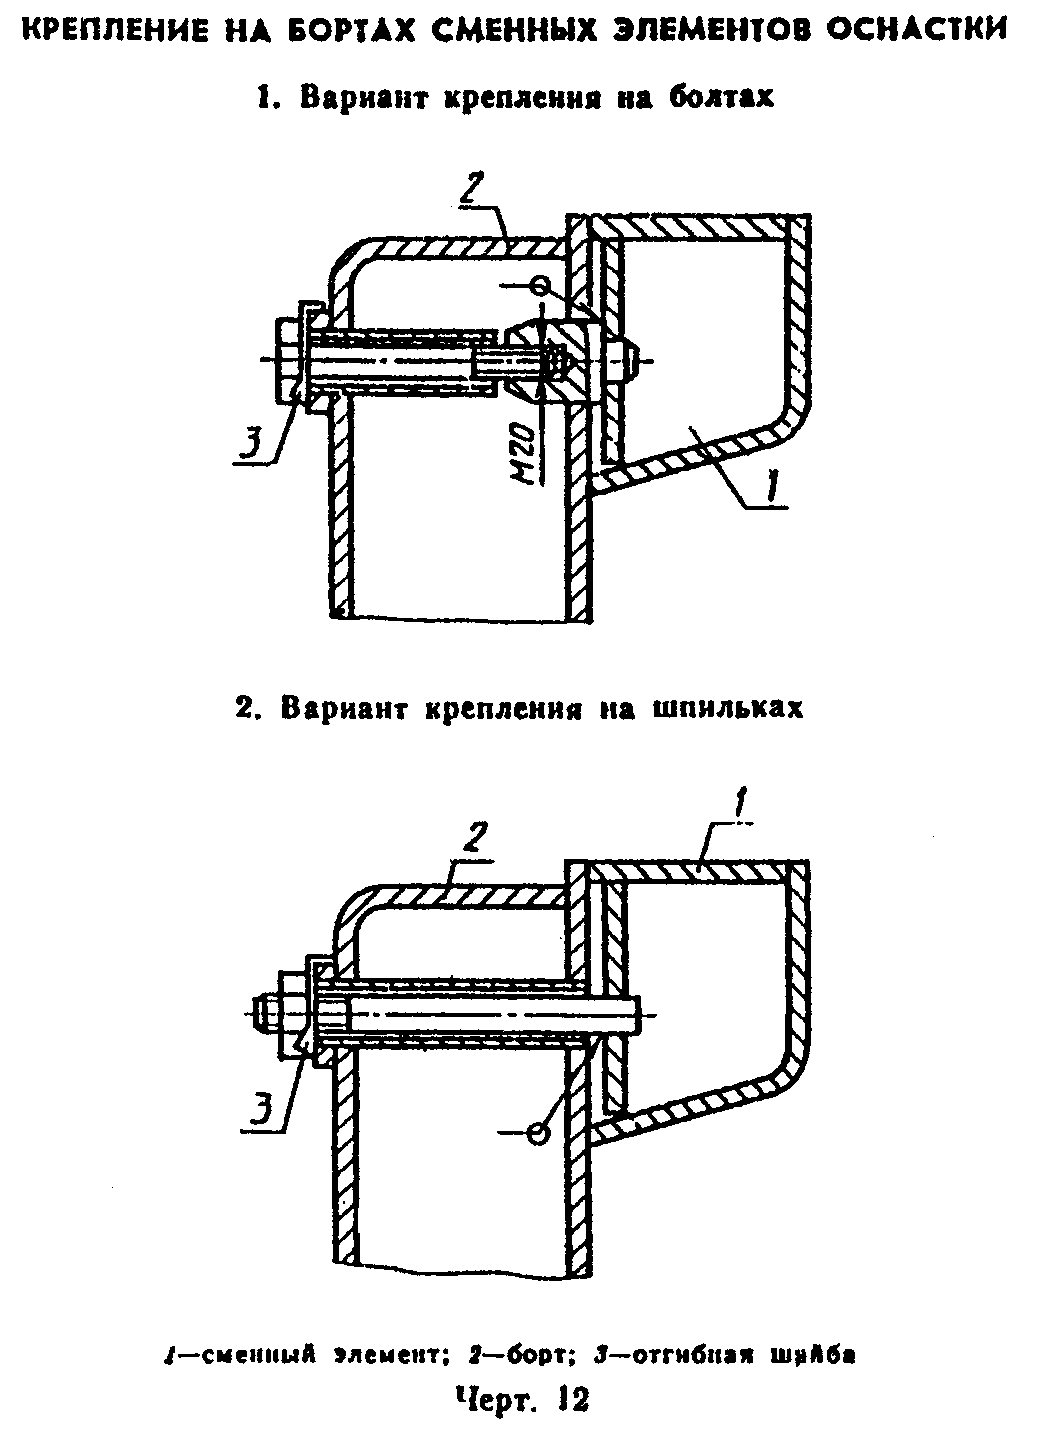 КРЕПЛЕНИЕ НА БОРТАХ СМЕННЫХ ЭЛЕМЕНТОВ ОСНАСТКИ
1. Вариант крепления на болтах
2
3
М20
1
2. Вариант крепления на шпильках
1
2
3
1—сменный элемент; 2—борт; 3—отгибная шайба
Черт. 12